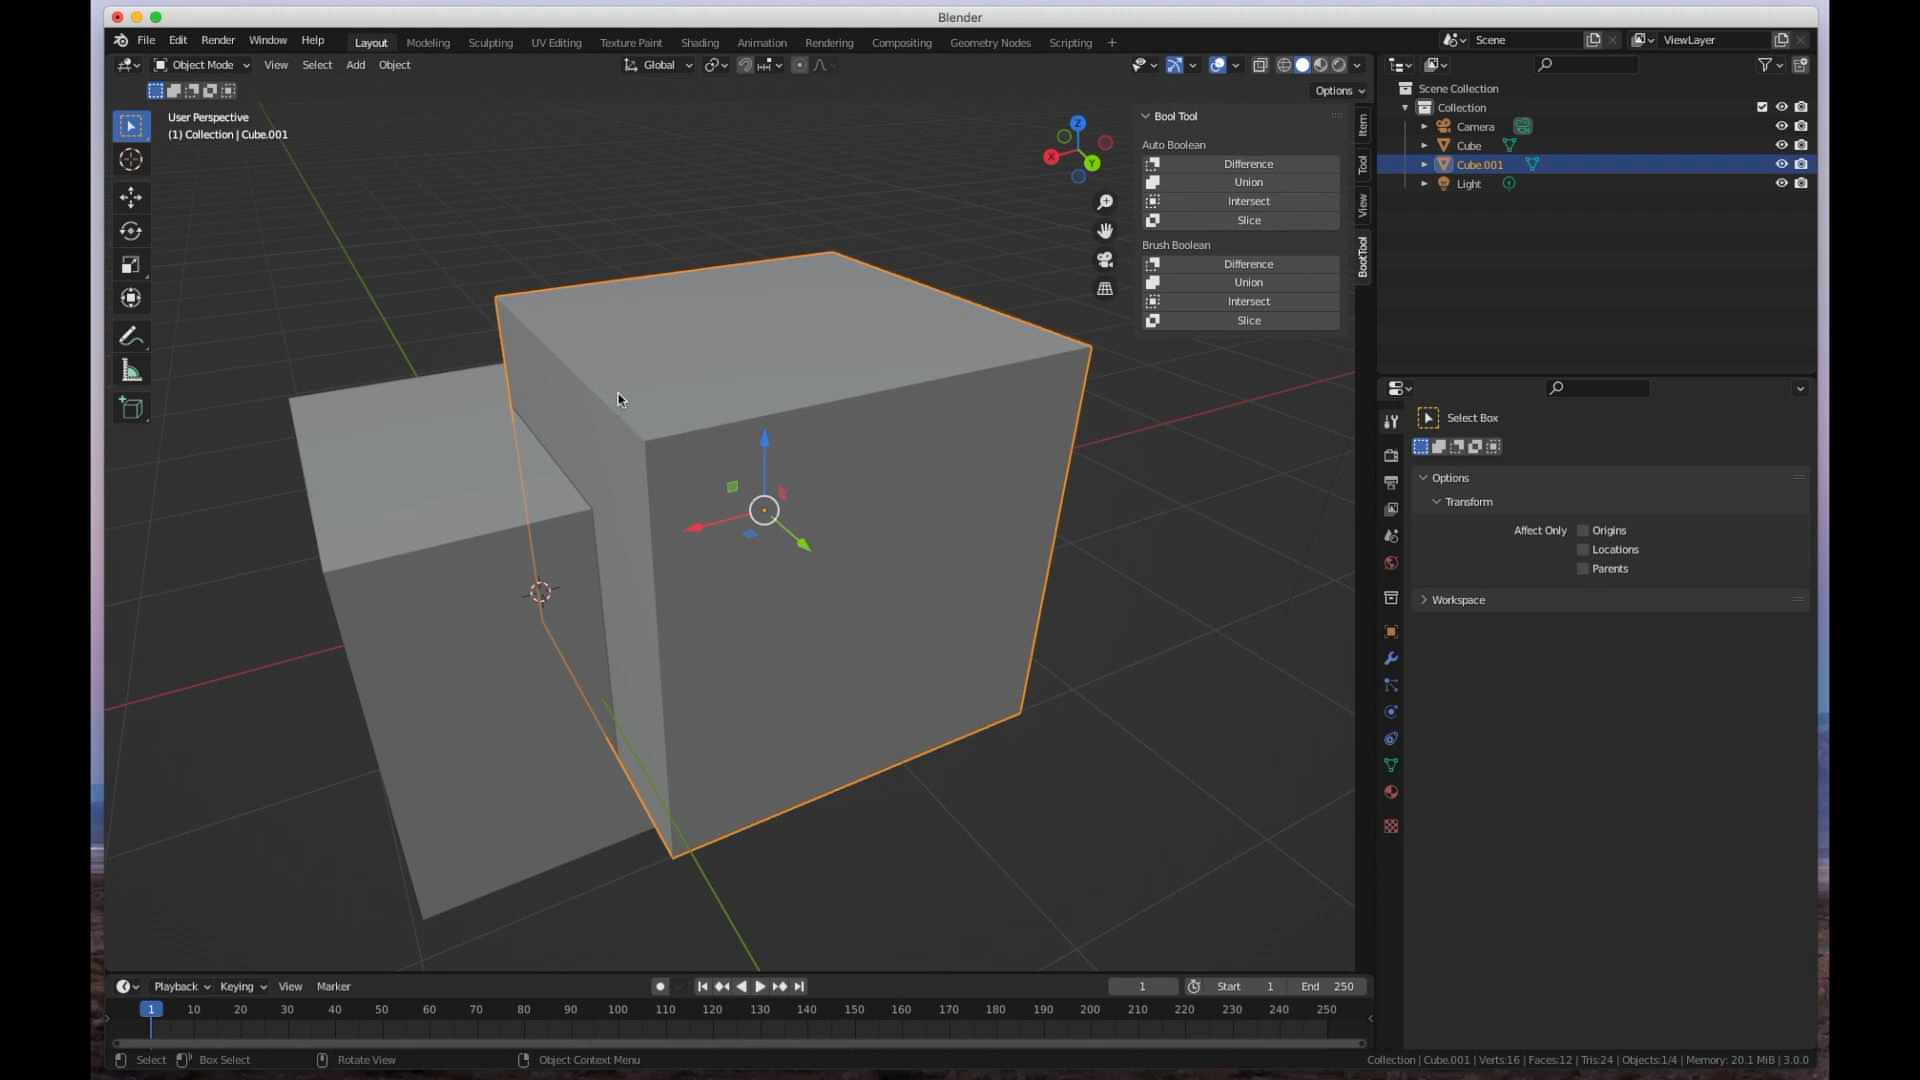 Blender
File Edit Render Window Help Layout Modeling Sculpting UV Editing Texture Paint Shading Animation Rendering Compositing Geometry Nodes Scripting + Scene ViewLayer
Object Mode View Select Add Object Global
Options
User Perspective
(1) Collection | Cube.001
Z
X
Y
Bool Tool
Auto Boolean
Difference
Union
Intersect
Slice
Brush Boolean
Difference
Union
Intersect
Slice
Item
Tool
View
BoolTool
Scene Collection
Collection
Camera
Cube
Cube.001
Light
Select Box
Options
Transform
Affect Only Origins
Locations
Parents
Workspace
Playback Keying View Marker 1 Start 1 End 250
1 10 20 30 40 50 60 70 80 90 100 110 120 130 140 150 160 170 180 190 200 210 220 230 240 250
Select Box Select Rotate View Object Context Menu Collection | Cube.001 | Verts:16 | Faces:12 | Tris:24 | Objects:1/4 | Memory: 20.1 MiB | 3.0.0